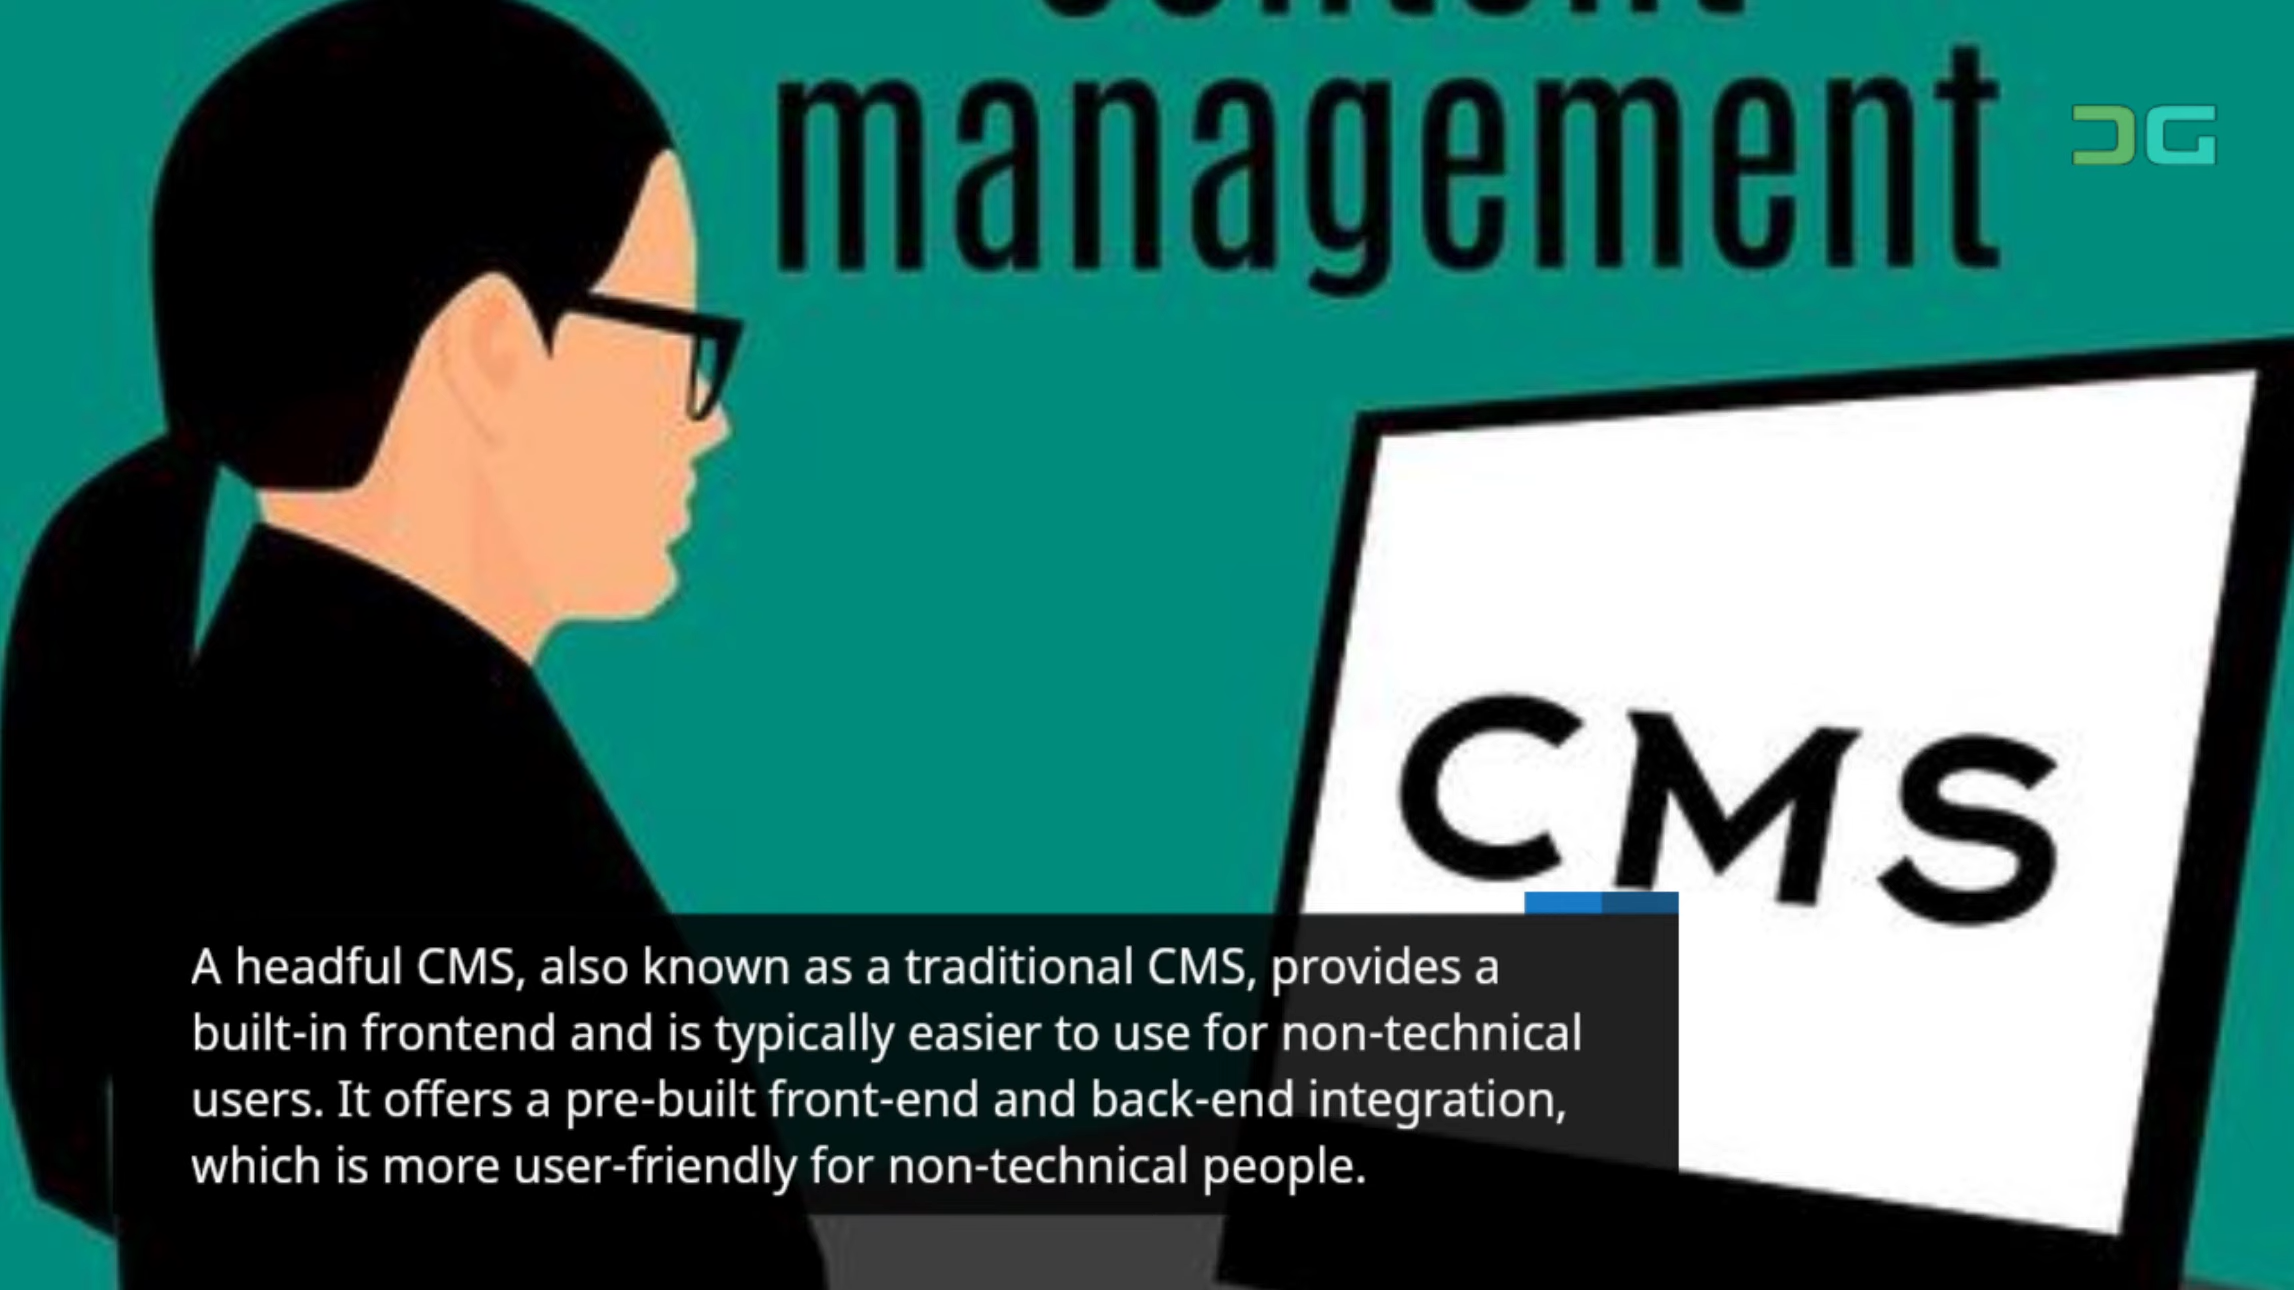 content
management
DG
CMS
A headful CMS, also known as a traditional CMS, provides a
built-in frontend and is typically easier to use for non-technical
users. It offers a pre-built front-end and back-end integration,
which is more user-friendly for non-technical people.